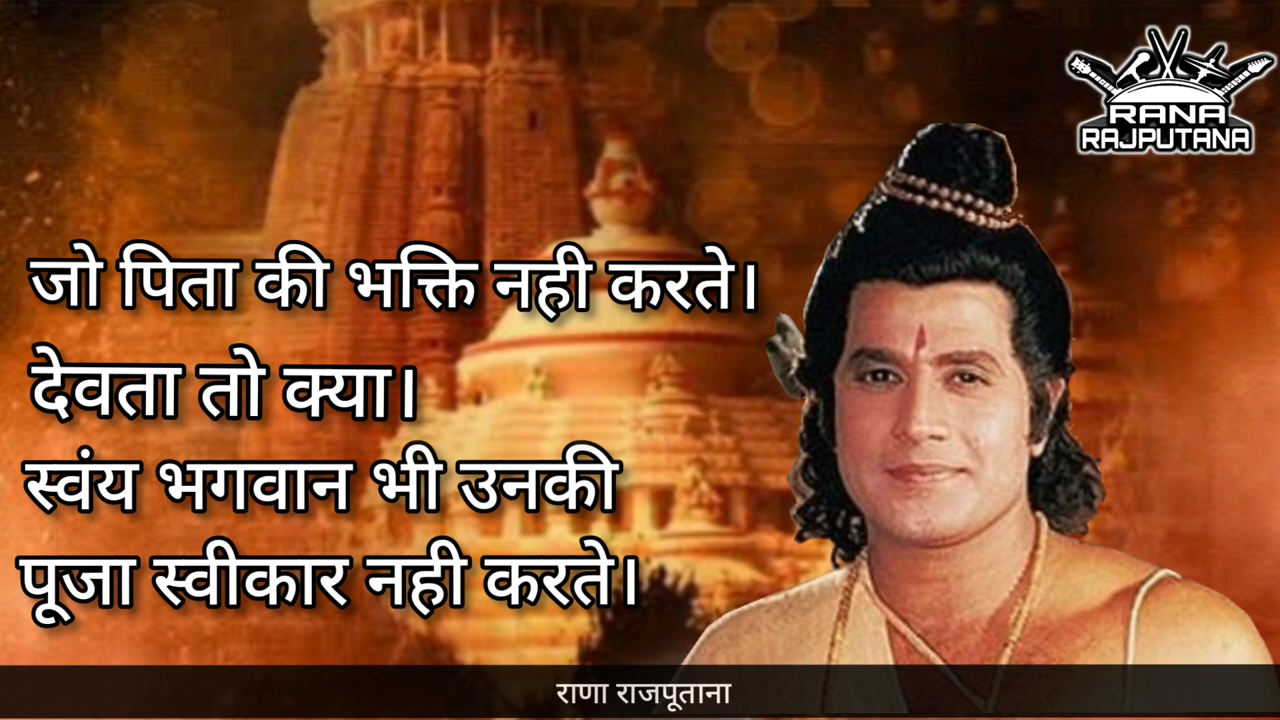 RANA
RAJPUTANA
जो पिता की भक्ति नही करते।
देवता तो क्या।
स्वंय भगवान भी उनकी
पूजा स्वीकार नही करते।
राणा राजपूताना